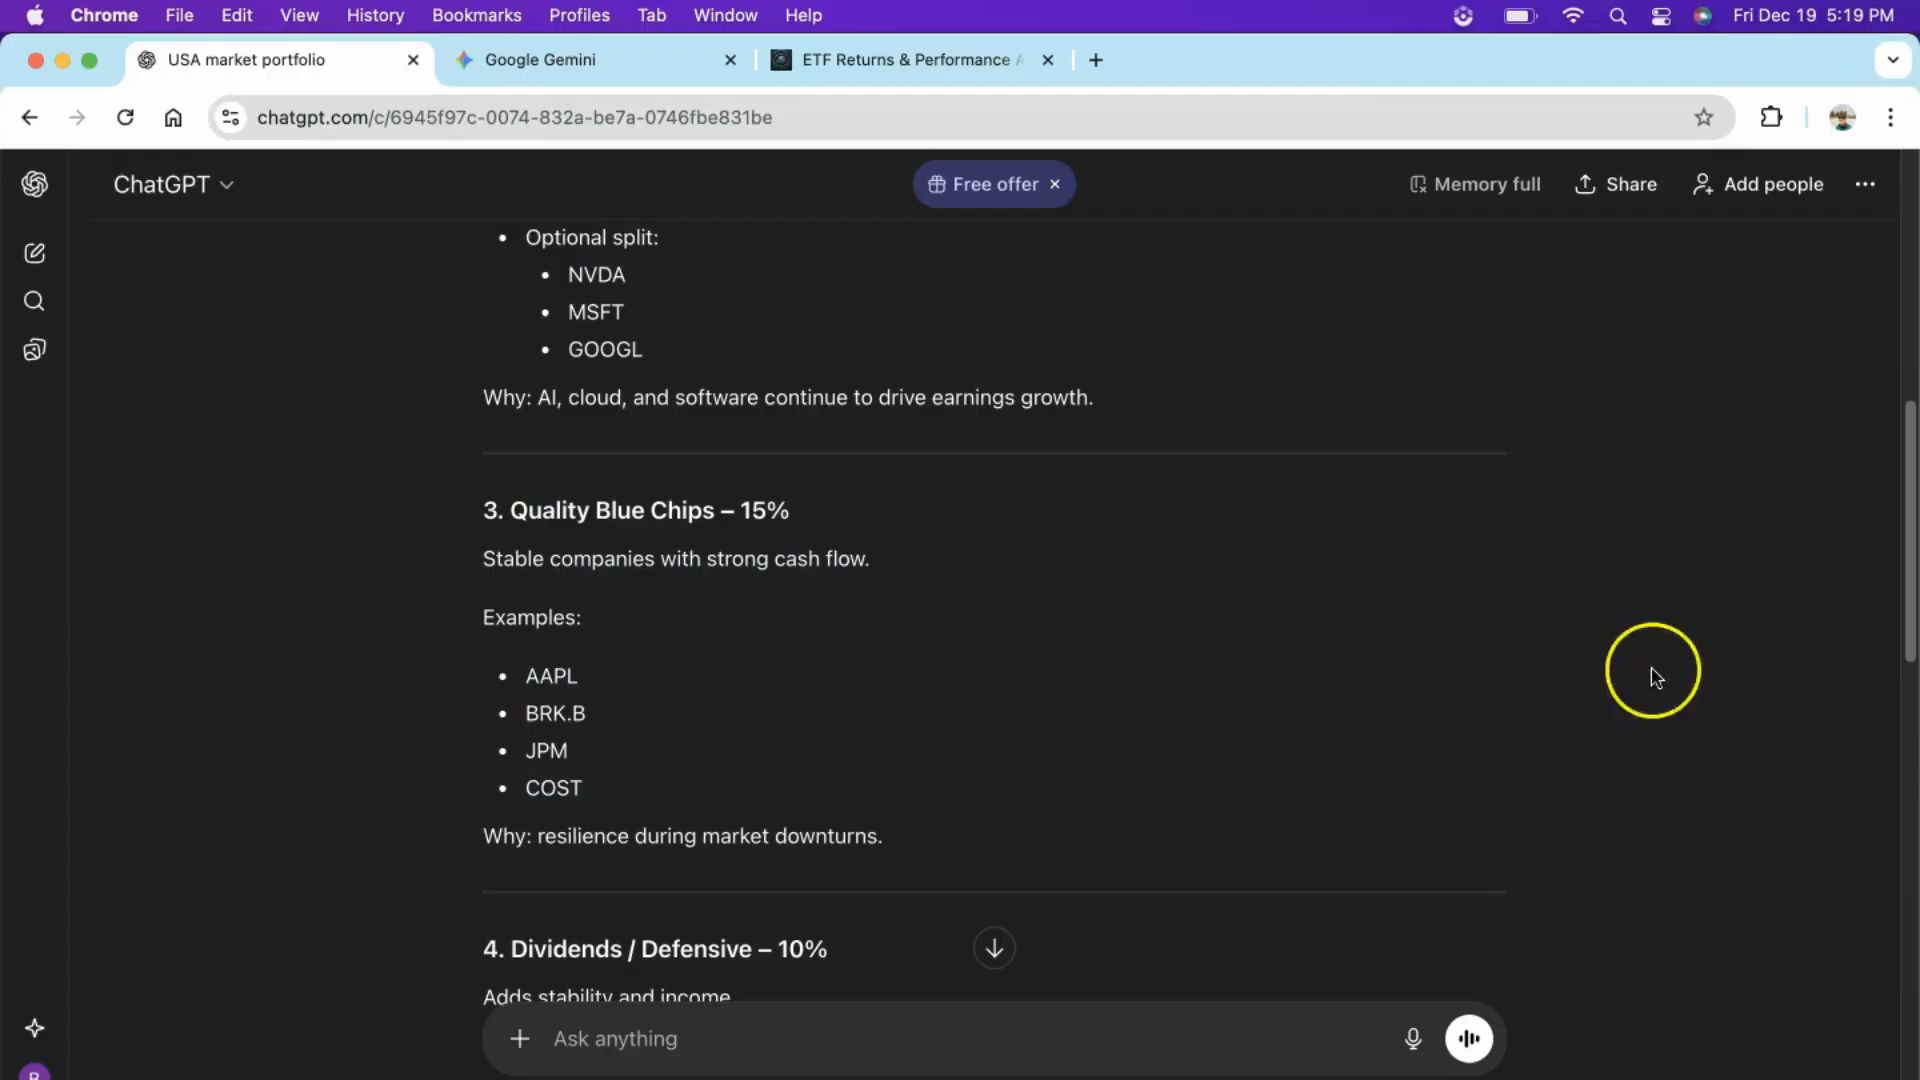 Chrome File Edit View History Bookmarks Profiles Tab Window Help Fri Dec 19 5:19 PM
USA market portfolio Google Gemini ETF Returns & Performance A
chatgpt.com/c/6945f97c-0074-832a-be7a-0746fbe831be
ChatGPT Free offer Memory full Share Add people
• Optional split:
• NVDA
• MSFT
• GOOGL
Why: AI, cloud, and software continue to drive earnings growth.
3. Quality Blue Chips – 15%
Stable companies with strong cash flow.
Examples:
• AAPL
• BRK.B
• JPM
• COST
Why: resilience during market downturns.
4. Dividends / Defensive – 10%
Adds stability and income
Ask anything